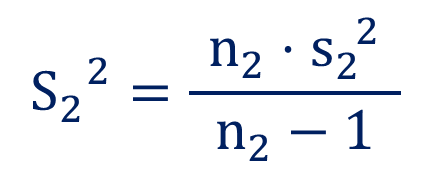 S₂² = (n₂ · s₂²) / (n₂ − 1)